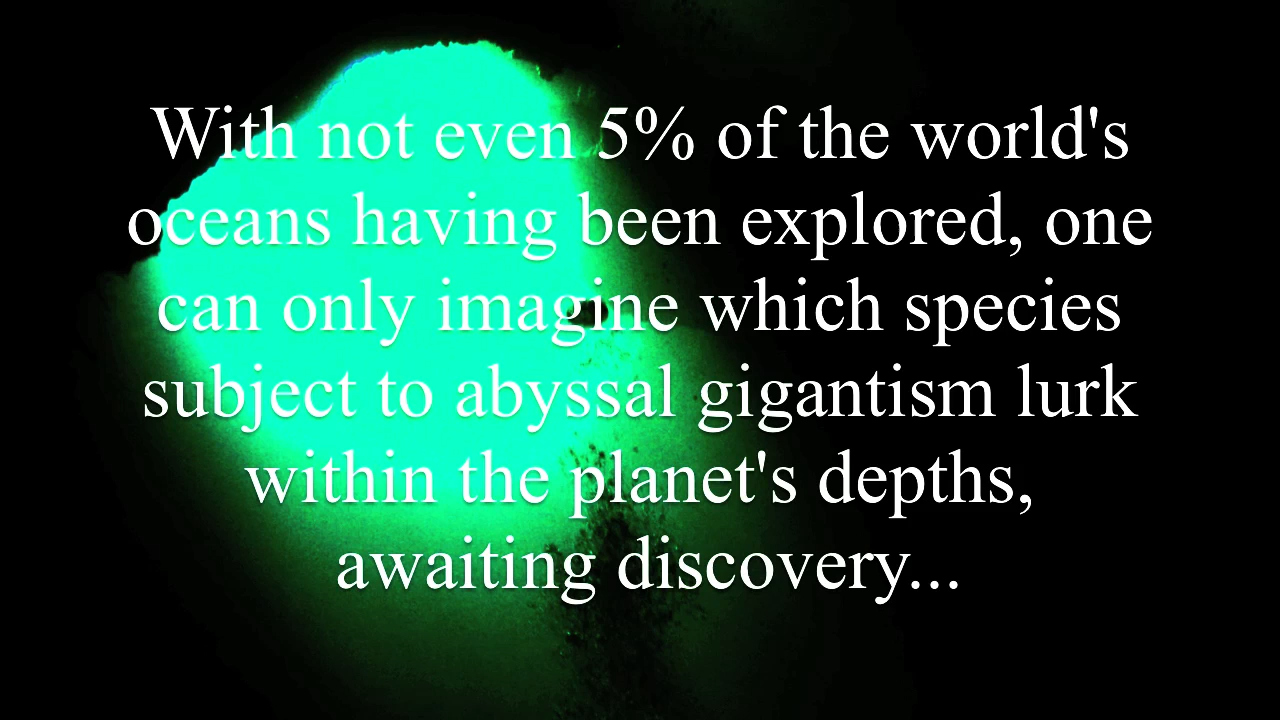 With not even 5% of the world's
oceans having been explored, one
can only imagine which species
subject to abyssal gigantism lurk
within the planet's depths,
awaiting discovery...